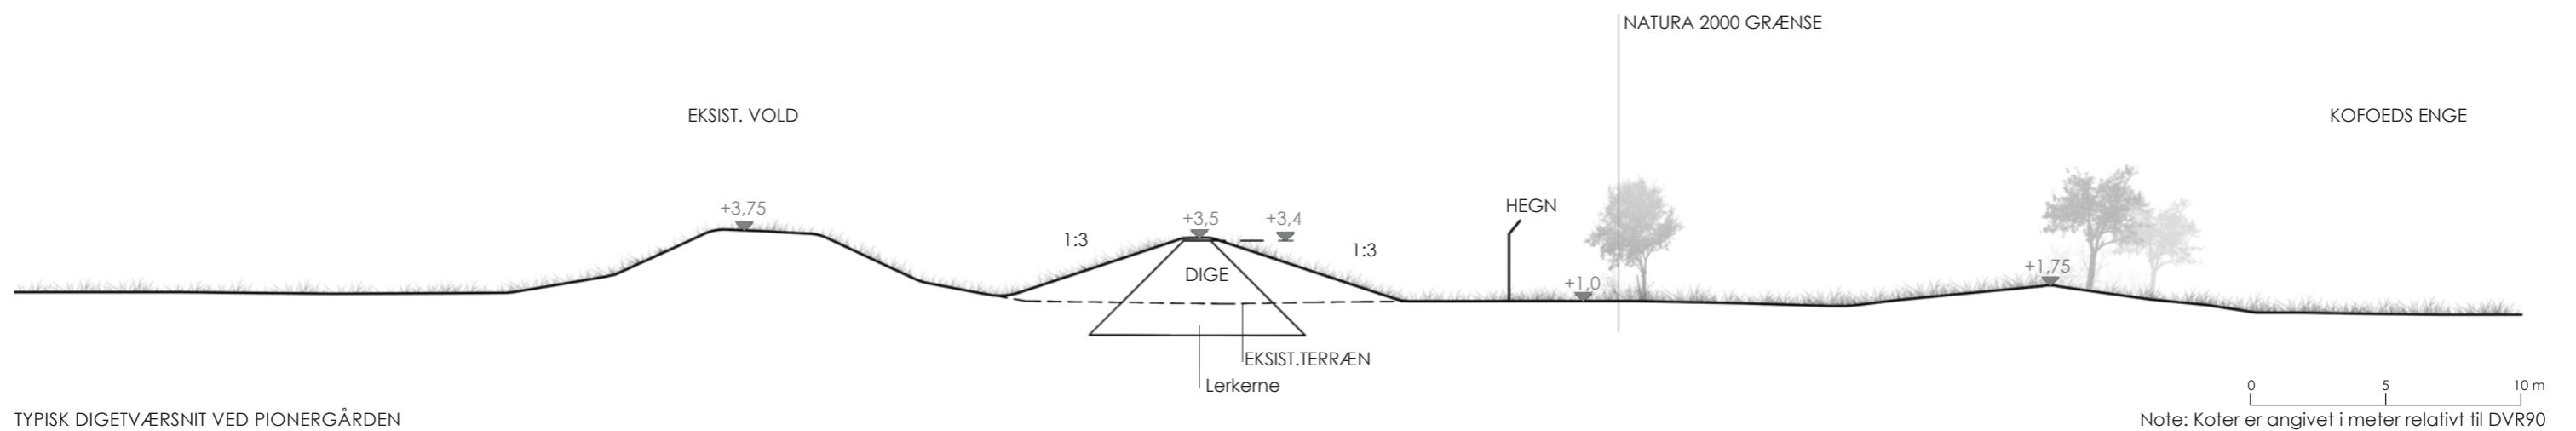 NATURA 2000 GRÆNSE
EKSIST. VOLD
KOFOEDS ENGE
+3,75
+3,5
+3,4
HEGN
1:3
1:3
DIGE
+1,0
+1,75
EKSIST.TERRÆN
Lerkerne
0 5 10 m
TYPISK DIGETVÆRSNIT VED PIONERGÅRDEN
Note: Koter er angivet i meter relativt til DVR90